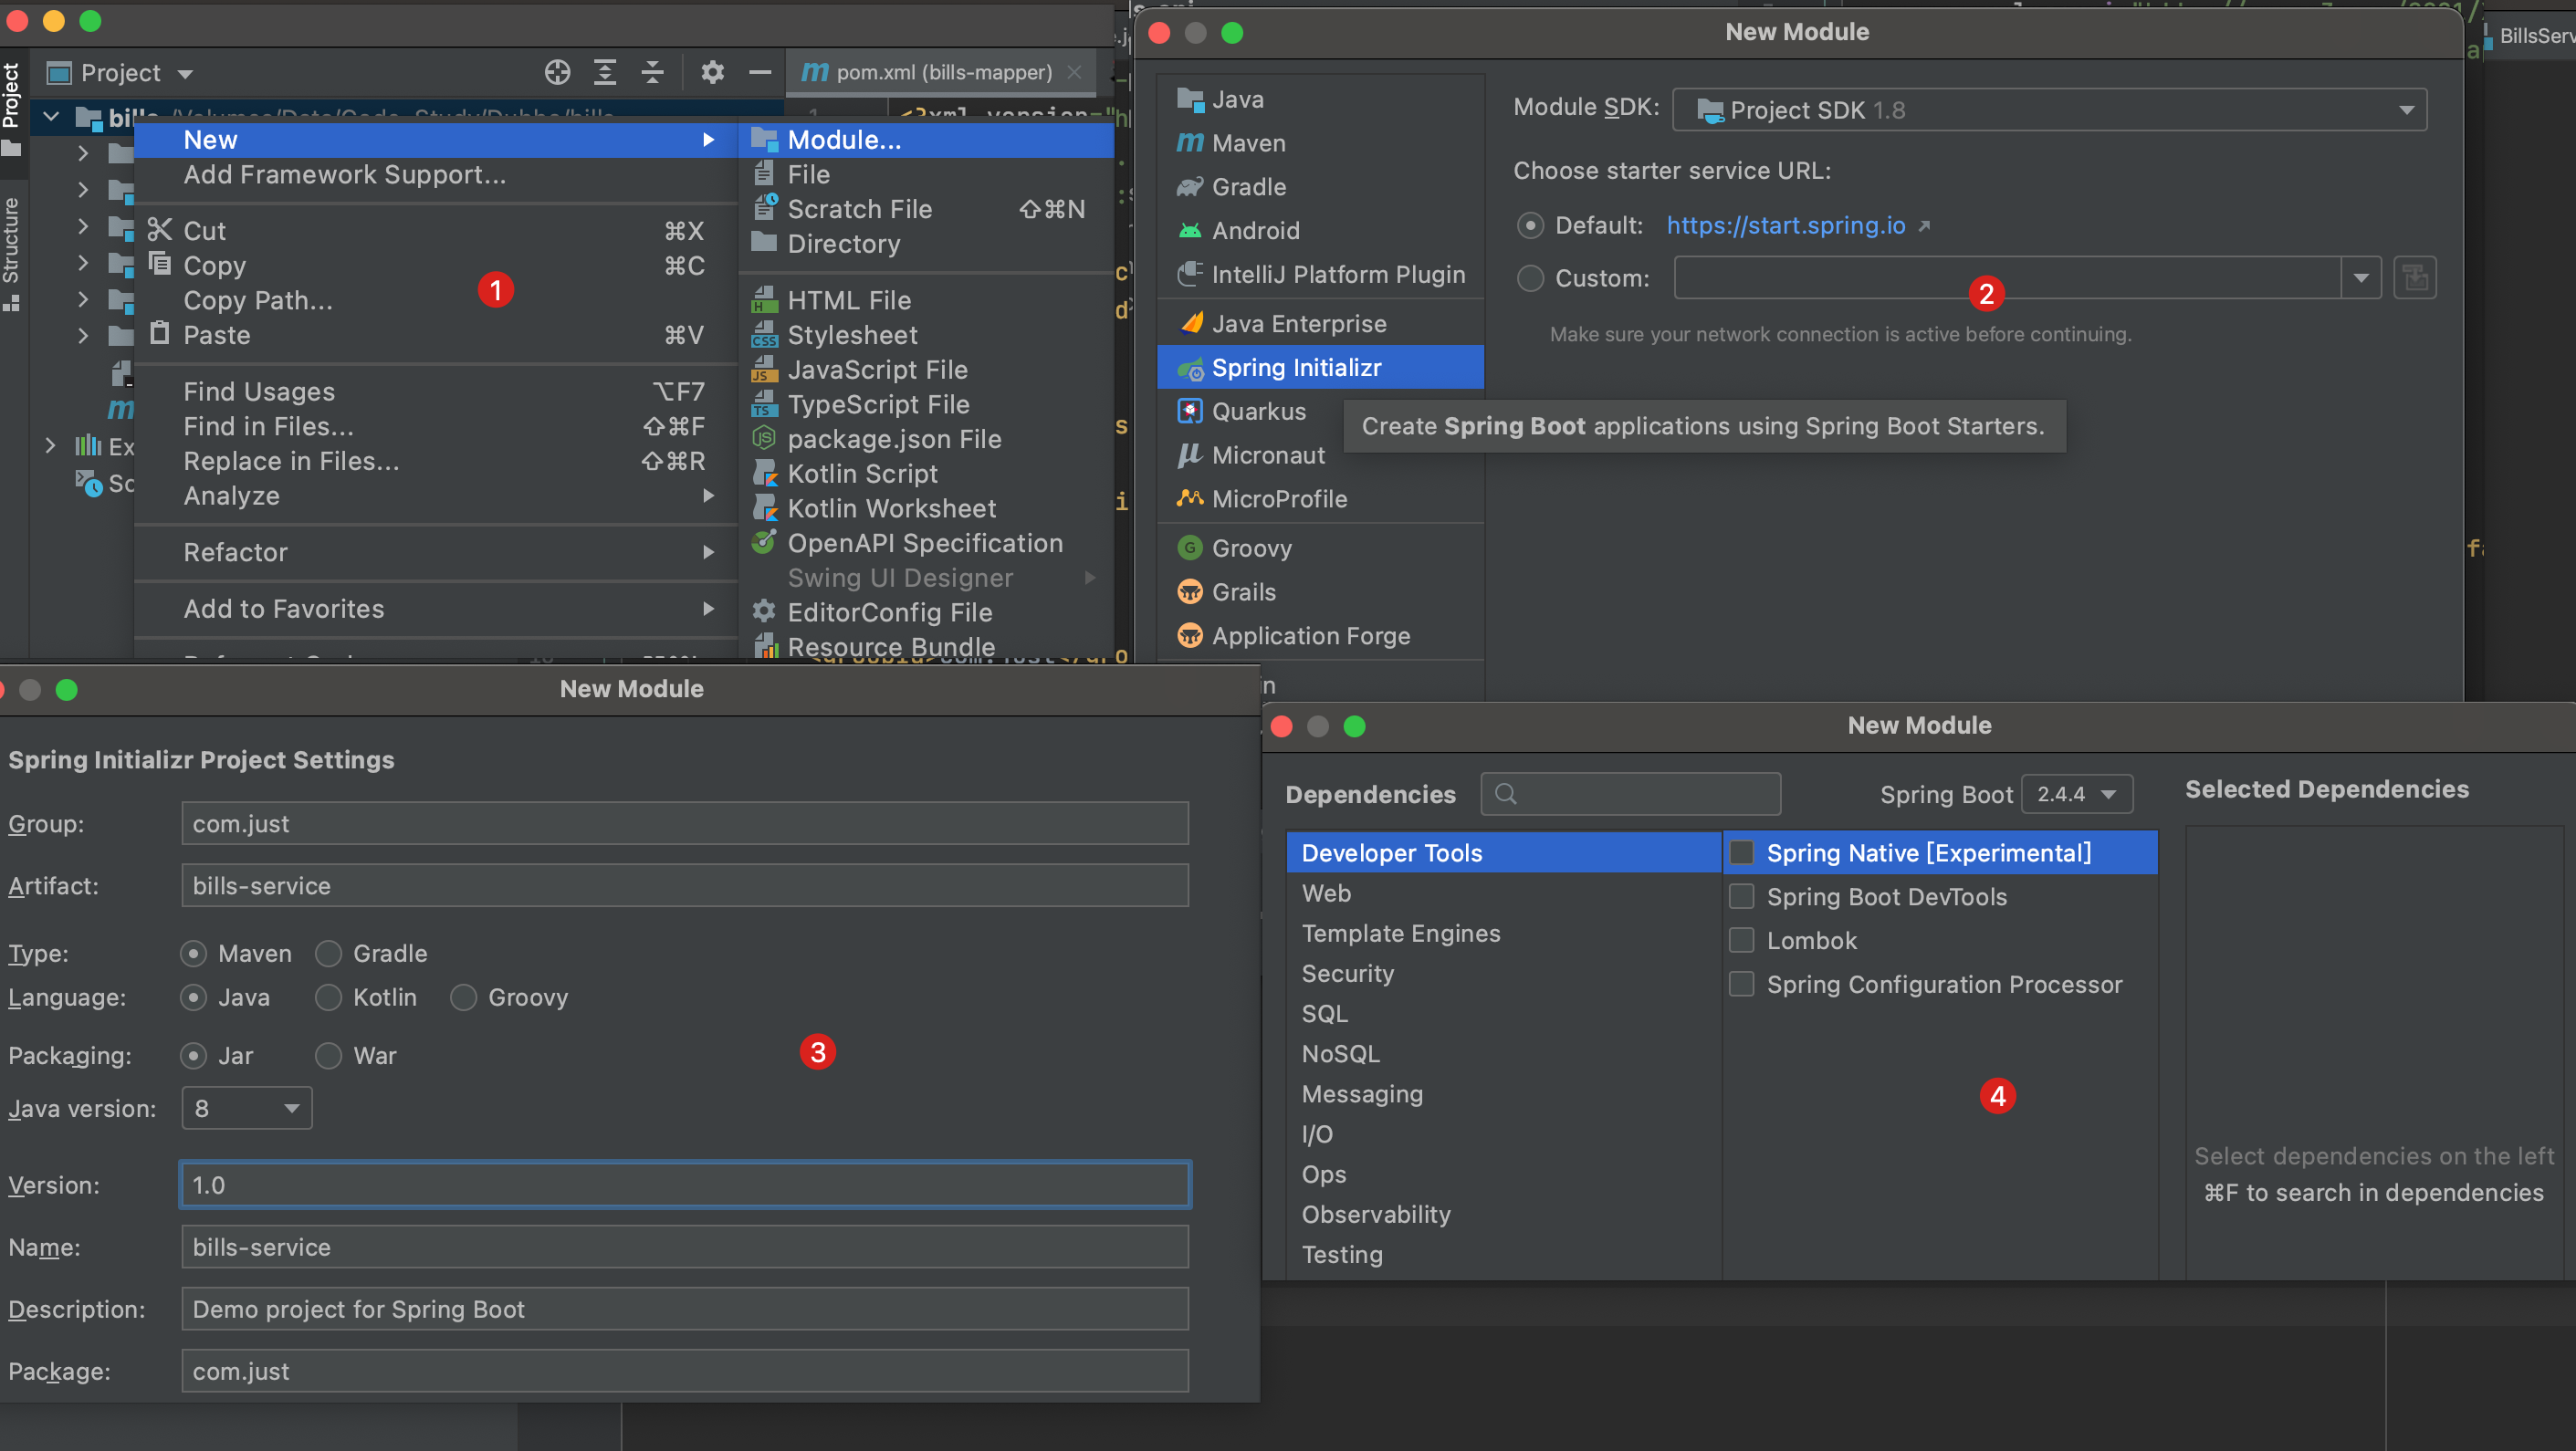 Project
pom.xml (bills-mapper)
Project
Structure
New
Add Framework Support...
Cut ⌘X
Copy ⌘C
Copy Path...
Paste ⌘V
Find Usages ⌥F7
Find in Files... ⇧⌘F
Replace in Files... ⇧⌘R
Analyze
Refactor
Add to Favorites
1
Module...
File
Scratch File ⇧⌘N
Directory
HTML File
Stylesheet
JavaScript File
TypeScript File
package.json File
Kotlin Script
Kotlin Worksheet
OpenAPI Specification
Swing UI Designer
EditorConfig File
Resource Bundle
New Module
Java
Maven
Gradle
Android
IntelliJ Platform Plugin
Java Enterprise
Spring Initializr
Quarkus
Micronaut
MicroProfile
Groovy
Grails
Application Forge
Module SDK: Project SDK 1.8
Choose starter service URL:
Default: https://start.spring.io
Custom:
2
Make sure your network connection is active before continuing.
Create Spring Boot applications using Spring Boot Starters.
BillsServ
New Module
Spring Initializr Project Settings
Group: com.just
Artifact: bills-service
Type: Maven Gradle
Language: Java Kotlin Groovy
Packaging: Jar War
3
Java version: 8
Version: 1.0
Name: bills-service
Description: Demo project for Spring Boot
Package: com.just
New Module
Dependencies Spring Boot 2.4.4
Developer Tools
Web
Template Engines
Security
SQL
NoSQL
Messaging
I/O
Ops
Observability
Testing
Spring Native [Experimental]
Spring Boot DevTools
Lombok
Spring Configuration Processor
4
Selected Dependencies
Select dependencies on the left
⌘F to search in dependencies